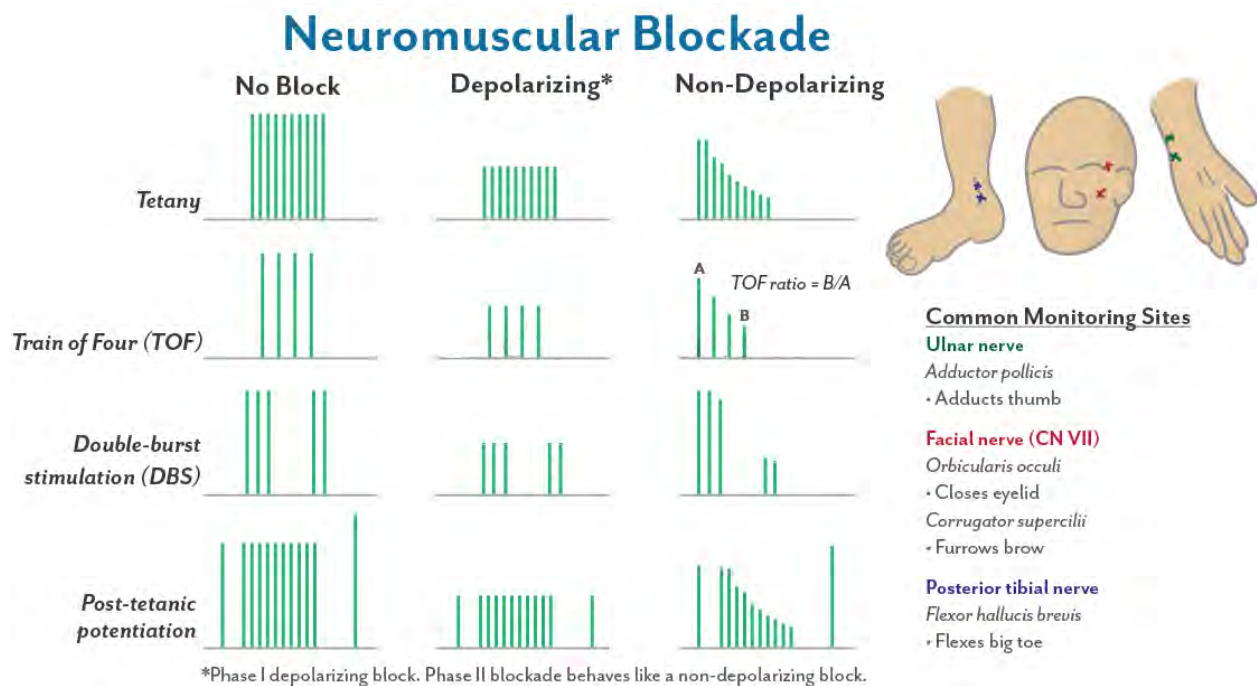 Neuromuscular Blockade
No Block
Depolarizing*
Non-Depolarizing
Tetany
A
TOF ratio = B/A
B
Train of Four (TOF)
Double-burst
stimulation (DBS)
Post-tetanic
potentiation
*Phase I depolarizing block. Phase II blockade behaves like a non-depolarizing block.
Common Monitoring Sites
Ulnar nerve
Adductor pollicis
• Adducts thumb
Facial nerve (CN VII)
Orbicularis occuli
• Closes eyelid
Corrugator supercilii
• Furrows brow
Posterior tibial nerve
Flexor hallucis brevis
• Flexes big toe